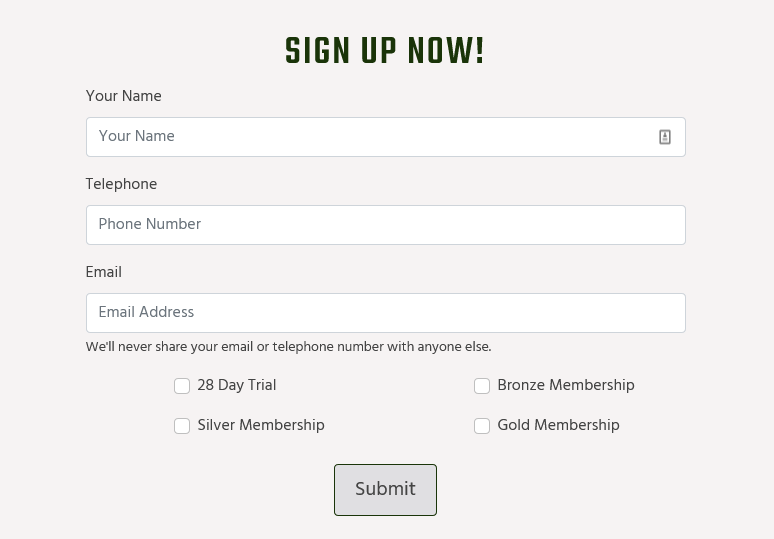 SIGN UP NOW!
Your Name
Your Name
Telephone
Phone Number
Email
Email Address
We'll never share your email or telephone number with anyone else.
28 Day Trial Bronze Membership
Silver Membership Gold Membership
Submit